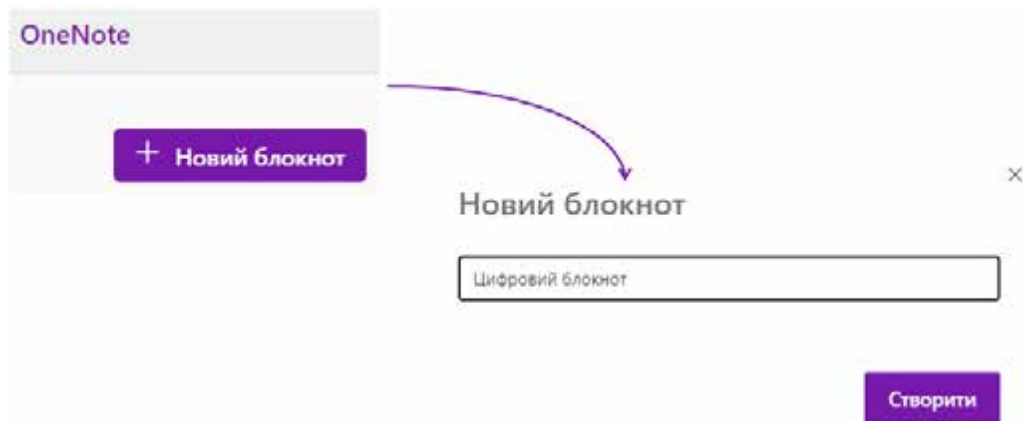 OneNote
+ Новий блокнот
Новий блокнот
Цифровий блокнот
Створити